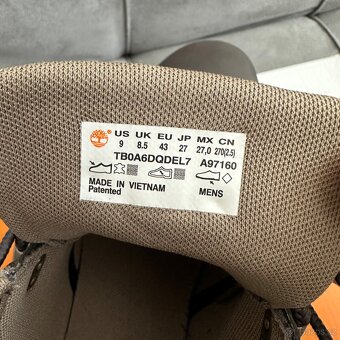 US UK EU JP MX CN
9 8.5 43 27 27,0 270(2.5)
TB0A6DQDEL7 A97160
MADE IN VIETNAM
Patented MENS